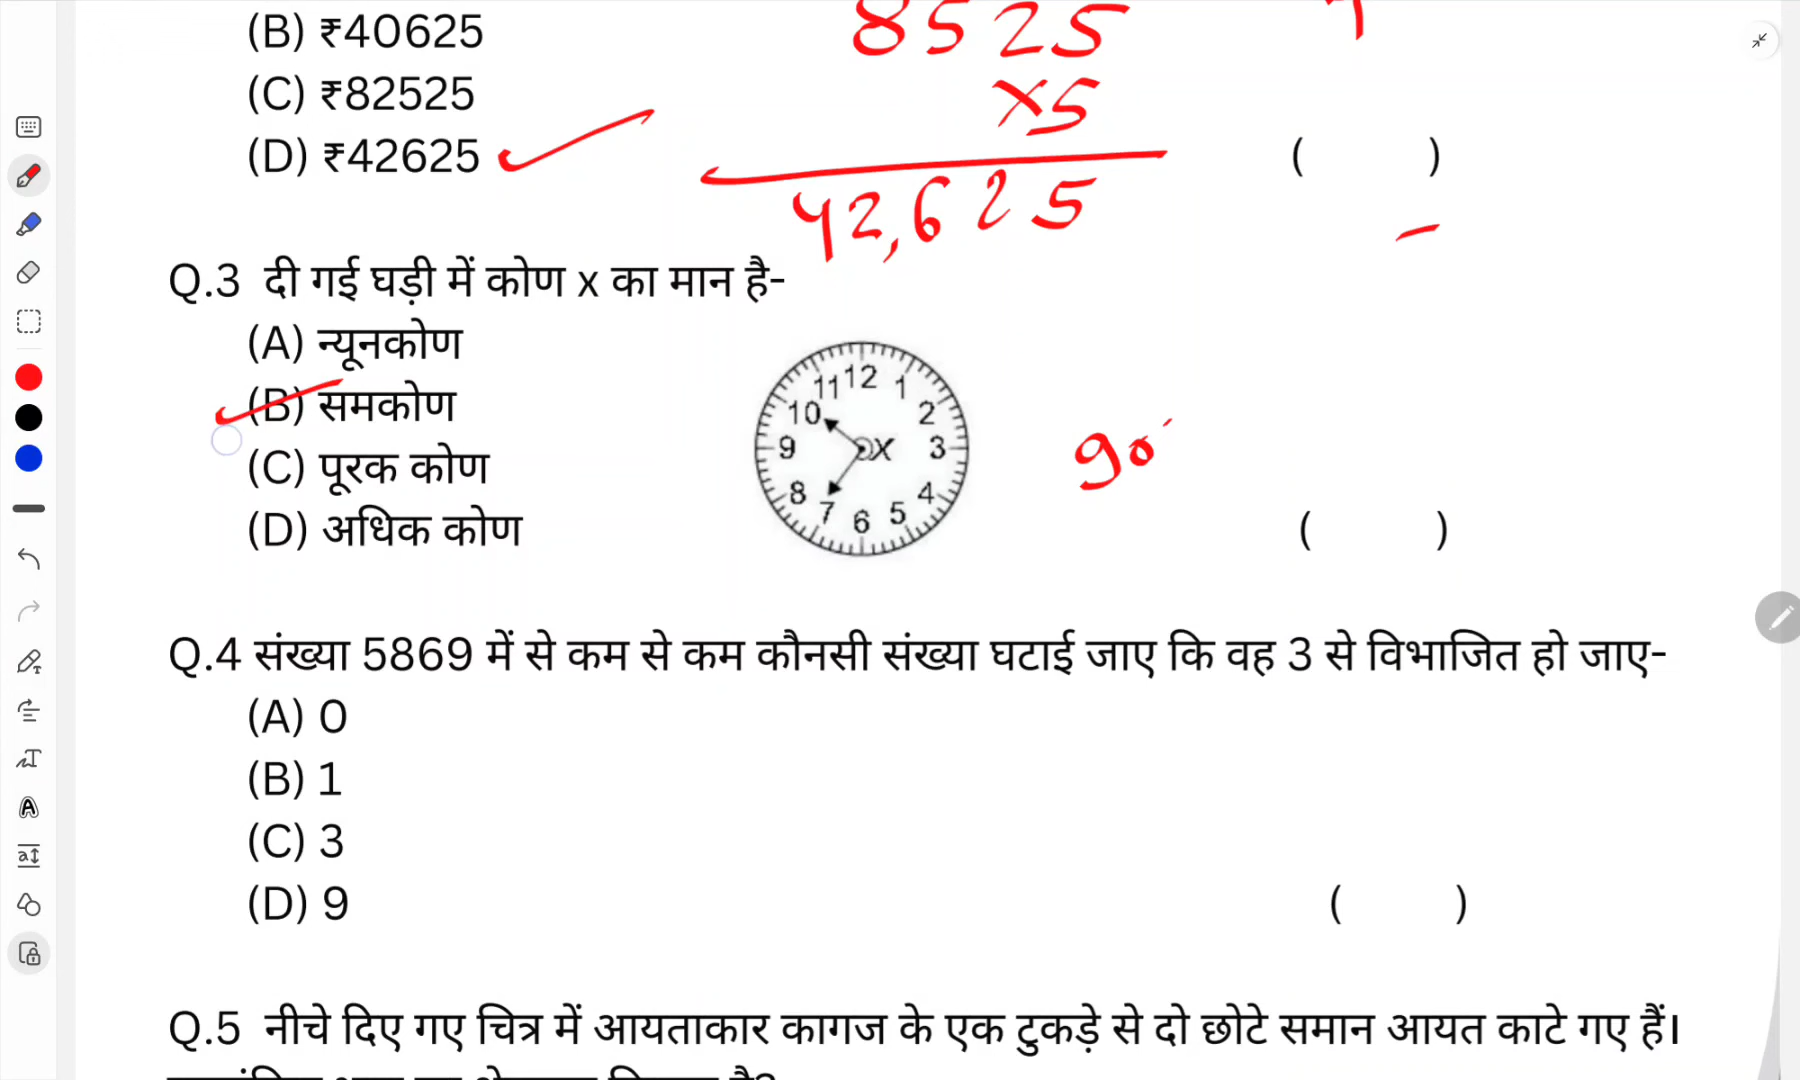 (B) ₹40625
8525
(C) ₹82525
x5
(D) ₹42625
( )
42,625
Q.3 दी गई घड़ी में कोण x का मान है-
(A) न्यूनकोण
(B) समकोण
(C) पूरक कोण
(D) अधिक कोण
11 12 1
10 2
9 X 3
8 4
7 6 5
90°
( )
Q.4 संख्या 5869 में से कम से कम कौनसी संख्या घटाई जाए कि वह 3 से विभाजित हो जाए-
(A) 0
(B) 1
(C) 3
(D) 9
( )
Q.5 नीचे दिए गए चित्र में आयताकार कागज के एक टुकड़े से दो छोटे समान आयत काटे गए हैं।